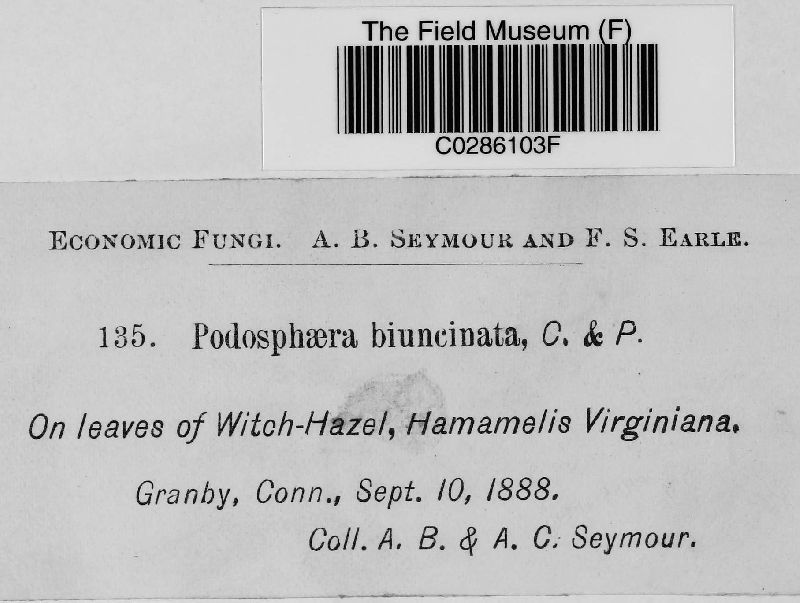 The Field Museum (F)
C0286103F
Economic Fungi. A. B. Seymour and F. S. Earle.
135. Podosphæra biuncinata, C. & P.
On leaves of Witch-Hazel, Hamamelis Virginiana.
Granby, Conn., Sept. 10, 1888.
Coll. A. B. & A. C. Seymour.